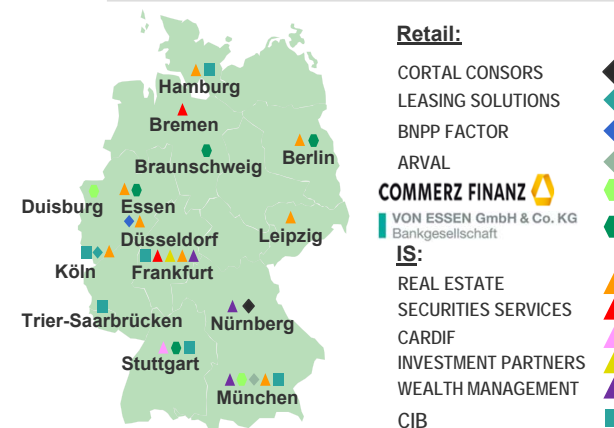 Hamburg
Bremen
Braunschweig
Berlin
Duisburg
Essen
Düsseldorf
Leipzig
Köln
Frankfurt
Trier-Saarbrücken
Nürnberg
Stuttgart
München
Retail:
CORTAL CONSORS
LEASING SOLUTIONS
BNPP FACTOR
ARVAL
COMMERZ FINANZ
VON ESSEN GmbH & Co. KG
Bankgesellschaft
IS:
REAL ESTATE
SECURITIES SERVICES
CARDIF
INVESTMENT PARTNERS
WEALTH MANAGEMENT
CIB